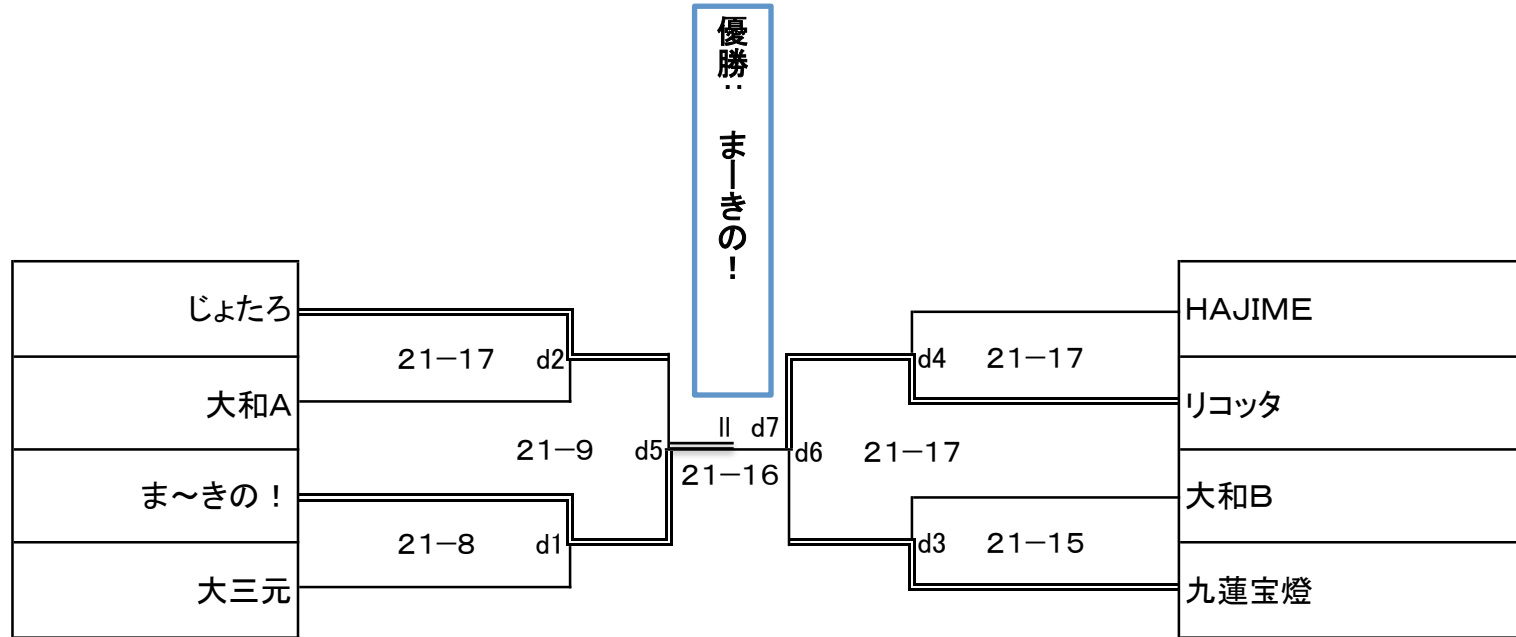 優勝： まーきの！
じょたろ
大和A
ま～きの！
大三元
21－17 d2
21－9 d5
21－8 d1
|| d7
21－16
d4 21－17
d6 21－17
d3 21－15
HAJIME
リコッタ
大和B
九蓮宝燈